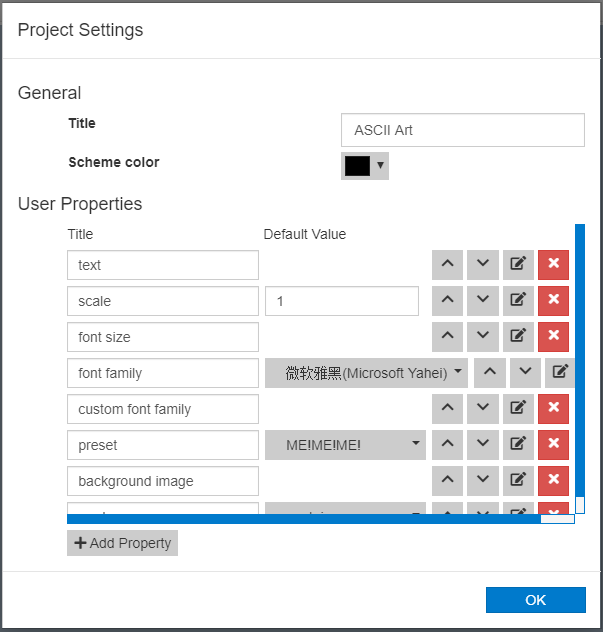 Project Settings
General
Title
ASCII Art
Scheme color
User Properties
Title Default Value
text
scale 1
font size
font family 微软雅黑(Microsoft Yahei)
custom font family
preset ME!ME!ME!
background image
Add Property
OK